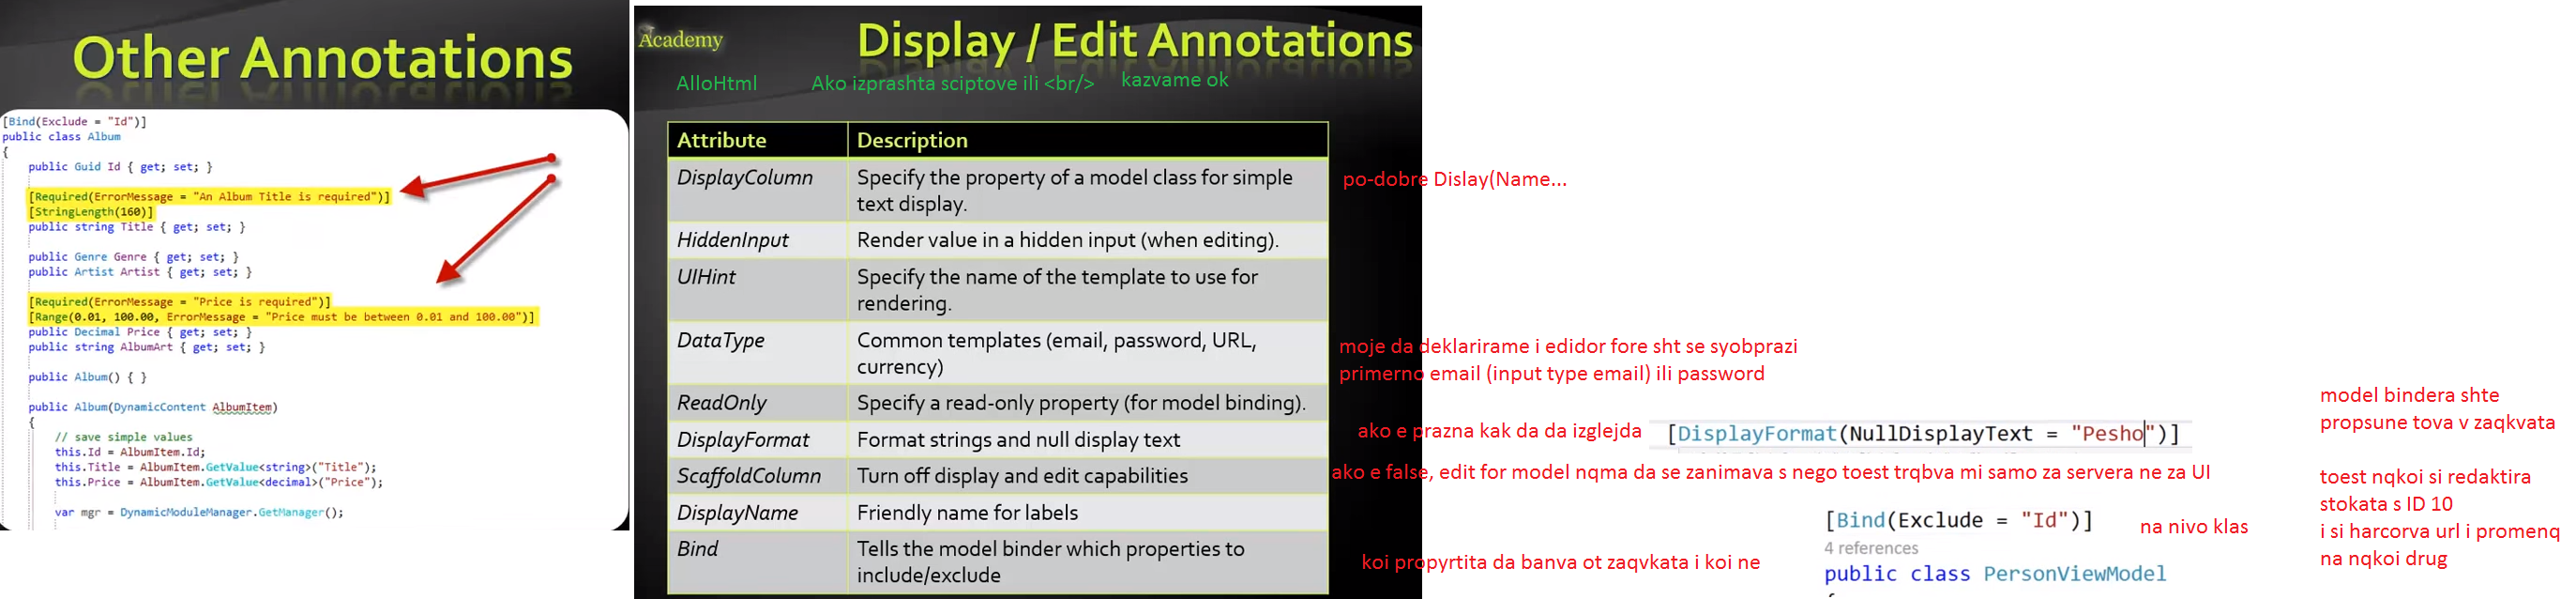 Other Annotations
[Bind(Exclude = "Id")]
public class Album
{
public Guid Id { get; set; }
[Required(ErrorMessage = "An Album Title is required")]
[StringLength(160)]
public string Title { get; set; }
public Genre Genre { get; set; }
public Artist Artist { get; set; }
[Required(ErrorMessage = "Price is required")]
[Range(0.01, 100.00, ErrorMessage = "Price must be between 0.01 and 100.00")]
public Decimal Price { get; set; }
public string AlbumArt { get; set; }
public Album() { }
public Album(DynamicContent AlbumItem)
{
// save simple values
this.Id = AlbumItem.Id;
this.Title = AlbumItem.GetValue<string>("Title");
this.Price = AlbumItem.GetValue<decimal>("Price");
var mgr = DynamicModuleManager.GetManager();
Academy
Display / Edit Annotations
AlloHtml Ako izprashta sciptove ili <br/> kazvame ok
Attribute Description
DisplayColumn Specify the property of a model class for simple
text display.
po-dobre Dislay(Name...
HiddenInput Render value in a hidden input (when editing).
UIHint Specify the name of the template to use for
rendering.
DataType Common templates (email, password, URL,
currency)
moje da deklarirame i edidor fore sht se syobprazi
primerno email (input type email) ili password
ReadOnly Specify a read-only property (for model binding).
DisplayFormat Format strings and null display text
ako e prazna kak da da izglejda [DisplayFormat(NullDisplayText = "Pesho")]
ScaffoldColumn Turn off display and edit capabilities
ako e false, edit for model nqma da se zanimava s nego toest trqbva mi samo za servera ne za UI
DisplayName Friendly name for labels
Bind Tells the model binder which properties to
include/exclude
koi propyrtita da banva ot zaqvkata i koi ne
[Bind(Exclude = "Id")] na nivo klas
4 references
public class PersonViewModel
{
model bindera shte
propsune tova v zaqkvata
toest nqkoi si redaktira
stokata s ID 10
i si harcorva url i promenq
na nqkoi drug